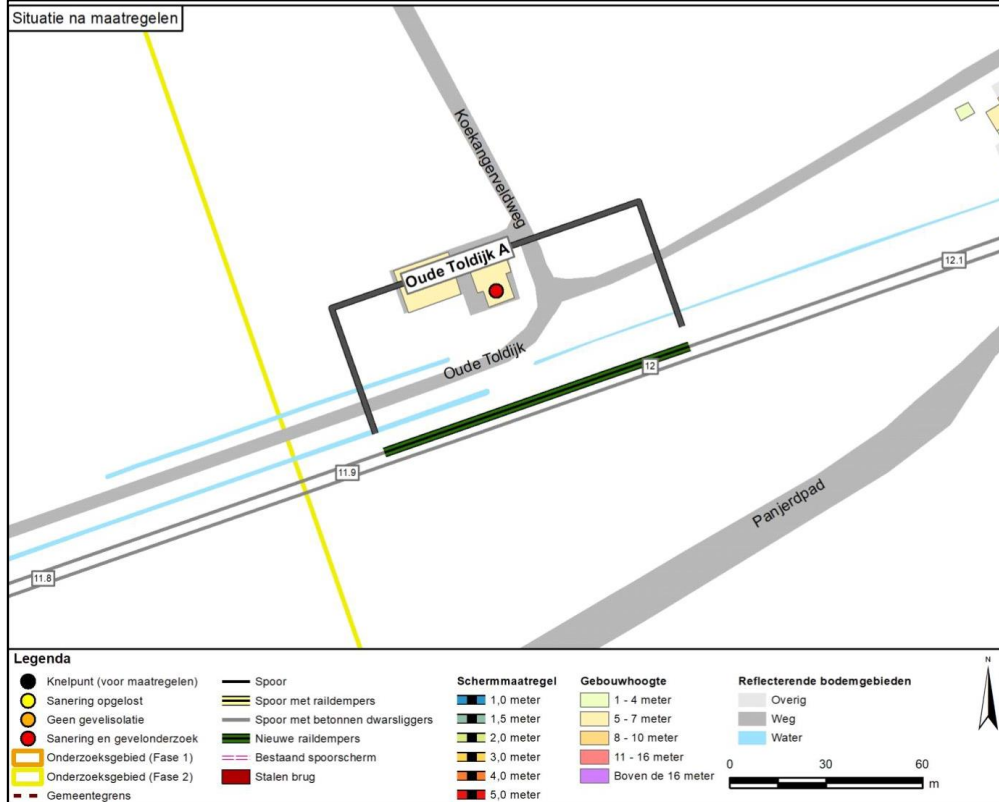 Situatie na maatregelen
Koekangerveldweg
Oude Toldijk A
12.1
Oude Toldijk
12
11.9
Panjerdpad
11.8
Legenda
Knelpunt (voor maatregelen)
Sanering opgelost
Geen gevelisolatie
Sanering en gevelonderzoek
Onderzoeksgebied (Fase 1)
Onderzoeksgebied (Fase 2)
Gemeentegrens
Spoor
Spoor met raildempers
Spoor met betonnen dwarsliggers
Nieuwe raildempers
Bestaand spoorscherm
Stalen brug
Schermmaatregel
1,0 meter
1,5 meter
2,0 meter
3,0 meter
4,0 meter
5,0 meter
Gebouwhoogte
1 - 4 meter
5 - 7 meter
8 - 10 meter
11 - 16 meter
Boven de 16 meter
Reflecterende bodemgebieden
Overig
Weg
Water
N
0 30 60
m